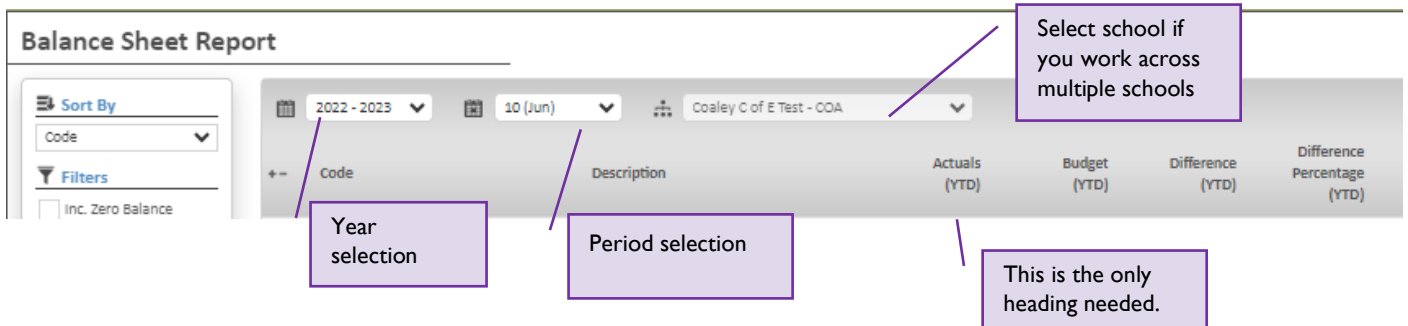 Balance Sheet Report
Select school if
you work across
multiple schools
Sort By
Code
Filters
Inc. Zero Balance
2022 - 2023
10 (Jun)
Coaley C of E Test - COA
+ -
Code
Description
Actuals
(YTD)
Budget
(YTD)
Difference
(YTD)
Difference
Percentage
(YTD)
Year
selection
Period selection
This is the only
heading needed.